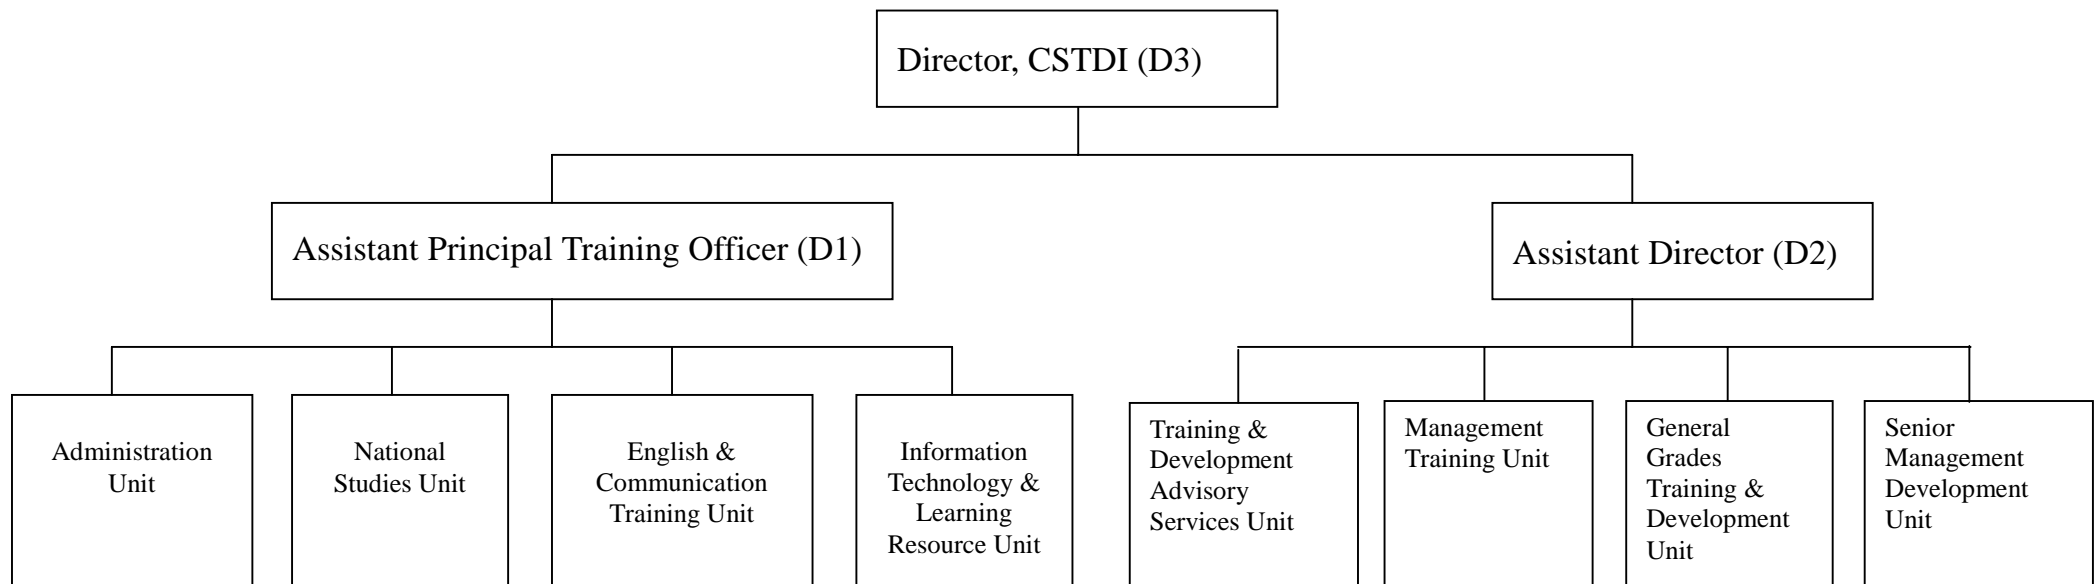 Director, CSTDI (D3)
Assistant Principal Training Officer (D1)
Assistant Director (D2)
Administration
Unit
National
Studies Unit
English &
Communication
Training Unit
Information
Technology &
Learning
Resource Unit
Training &
Development
Advisory
Services Unit
Management
Training Unit
General
Grades
Training &
Development
Unit
Senior
Management
Development
Unit